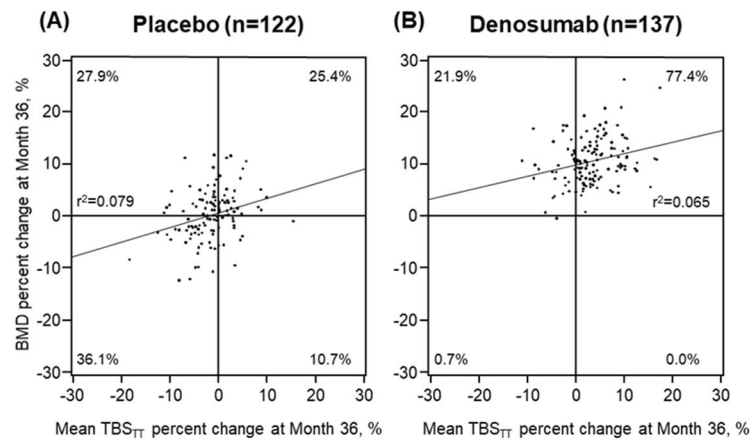 (A) Placebo (n=122)
30
20
10
0
-10
-20
-30
BMD percent change at Month 36, %
27.9%
25.4%
r²=0.079
36.1%
10.7%
-30 -20 -10 0 10 20 30
Mean TBSTT percent change at Month 36, %
(B) Denosumab (n=137)
30
20
10
0
-10
-20
-30
21.9%
77.4%
r²=0.065
0.7%
0.0%
-30 -20 -10 0 10 20 30
Mean TBSTT percent change at Month 36, %